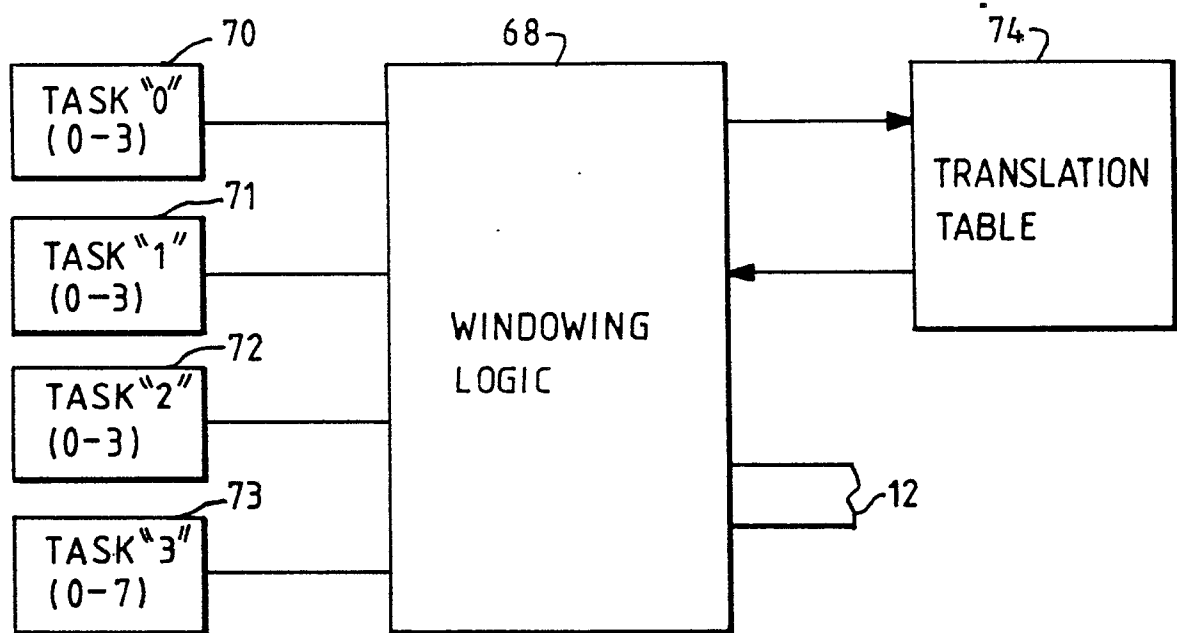 70
68
74
TASK "0"
(0-3)
71
TASK "1"
(0-3)
TRANSLATION
TABLE
WINDOWING
LOGIC
72
TASK "2"
(0-3)
73
12
TASK "3"
(0-7)